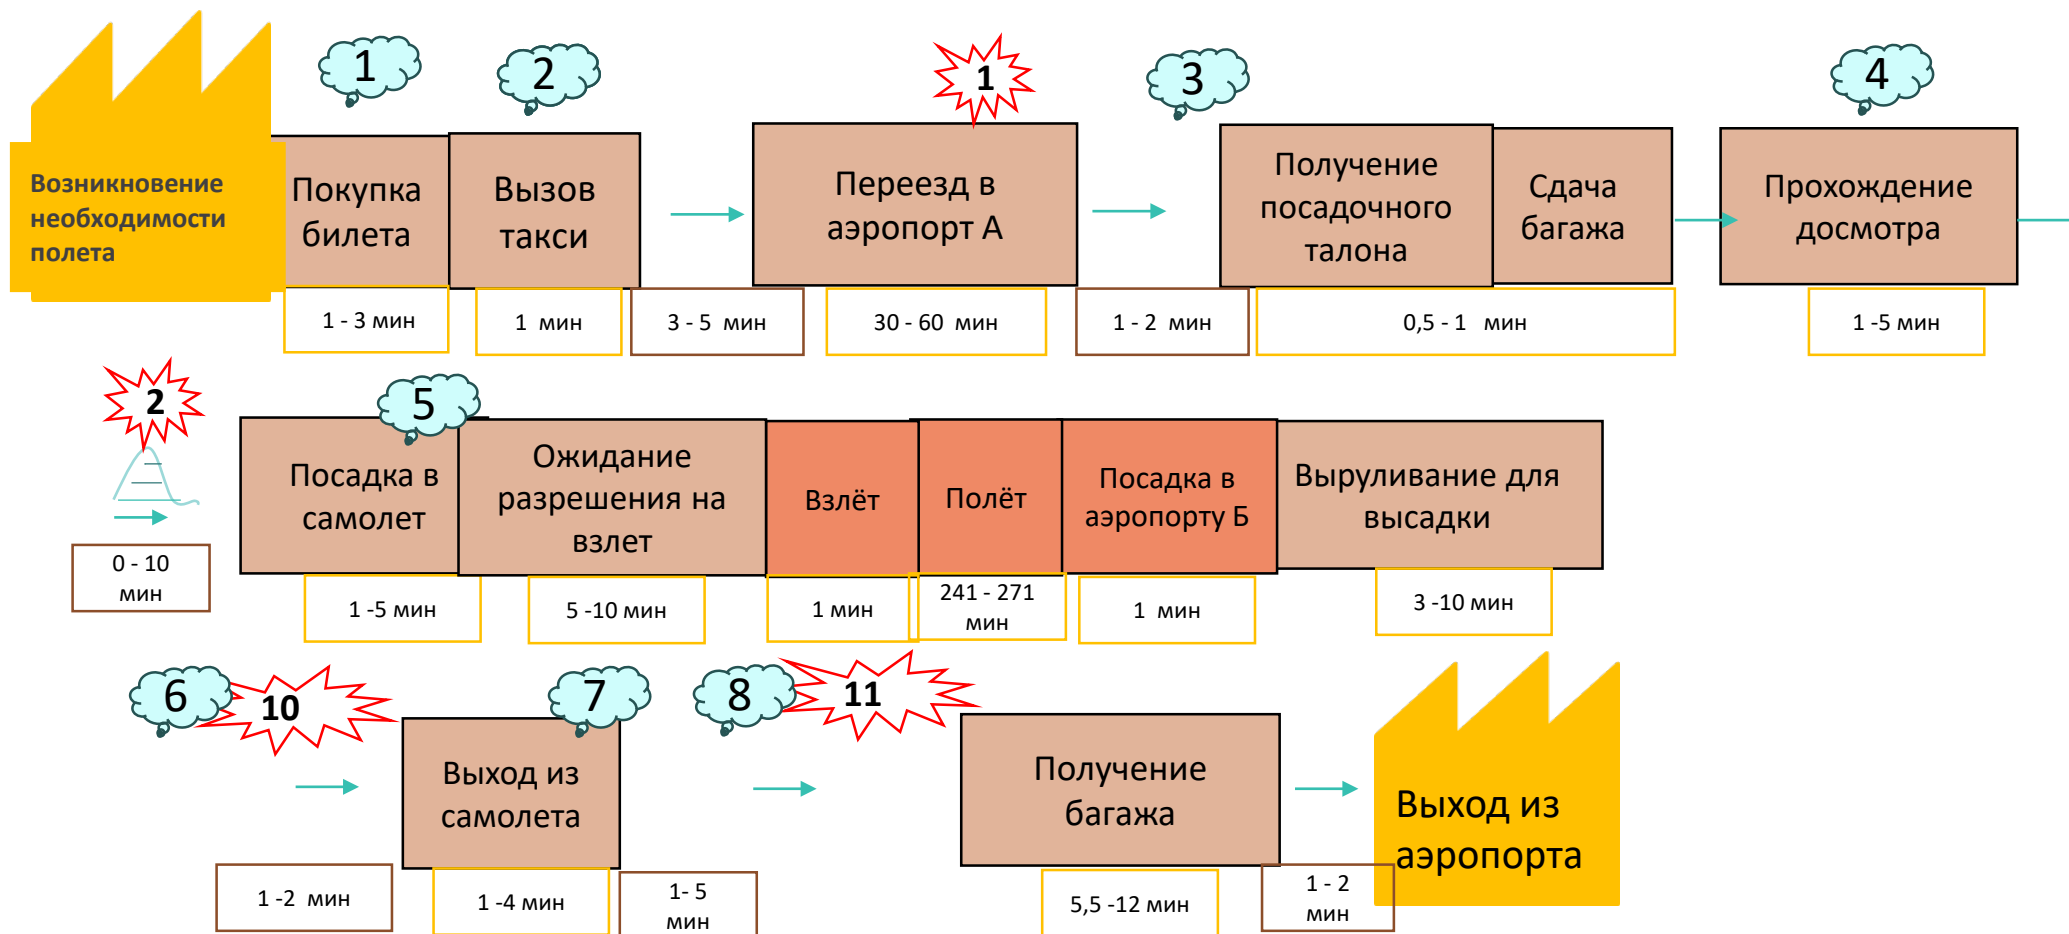 1
2
1
3
4
Возникновение
необходимости
полета
Покупка
билета
Вызов
такси
Переезд в
аэропорт А
Получение
посадочного
талона
Сдача
багажа
Прохождение
досмотра
1 - 3 мин
1 мин
3 - 5 мин
30 - 60 мин
1 - 2 мин
0,5 - 1 мин
1 -5 мин
2
5
Посадка в
самолет
Ожидание
разрешения на
взлет
Взлёт
Полёт
Посадка в
аэропорту Б
Выруливание для
высадки
0 - 10
мин
1 -5 мин
5 -10 мин
1 мин
241 - 271
мин
1 мин
3 -10 мин
6
10
7
8
11
Выход из
самолета
Получение
багажа
Выход из
аэропорта
1 -2 мин
1 -4 мин
1- 5
мин
5,5 -12 мин
1 - 2
мин